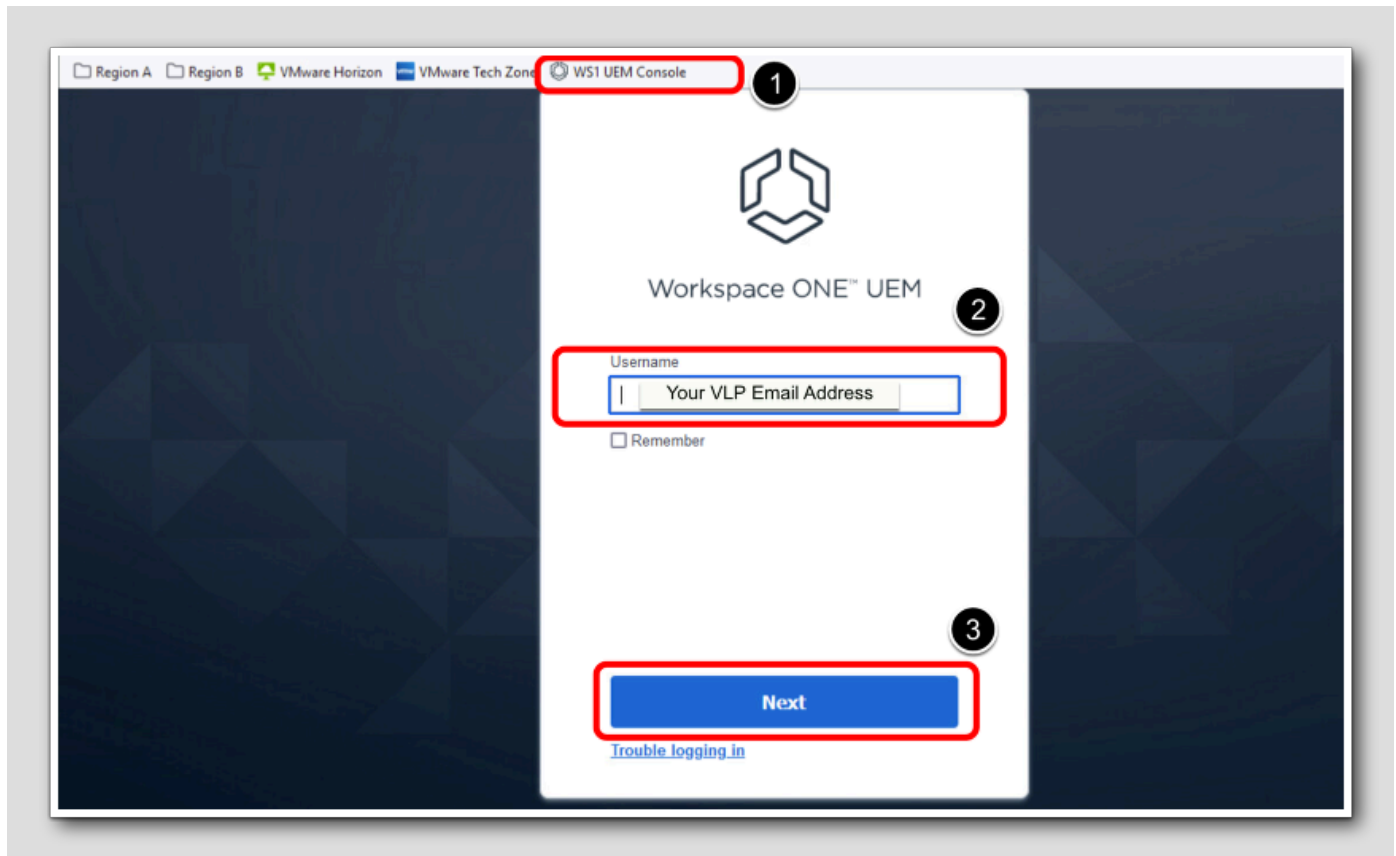 Region A Region B VMware Horizon VMware Tech Zone WS1 UEM Console
1
Workspace ONE™ UEM
2
Username
Your VLP Email Address
Remember
3
Next
Trouble logging in